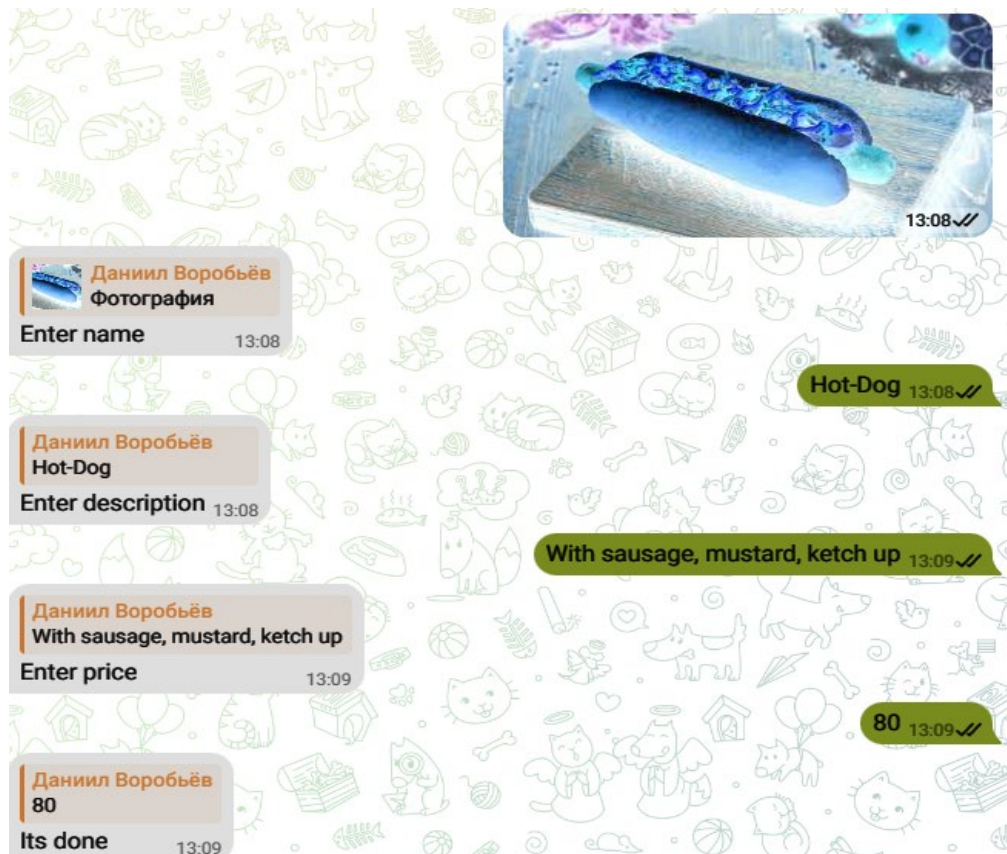 13:08
Даниил Воробьёв
Фотография
Enter name 13:08
Hot-Dog 13:08
Даниил Воробьёв
Hot-Dog
Enter description 13:08
With sausage, mustard, ketch up 13:09
Даниил Воробьёв
With sausage, mustard, ketch up
Enter price 13:09
80 13:09
Даниил Воробьёв
80
Its done 13:09